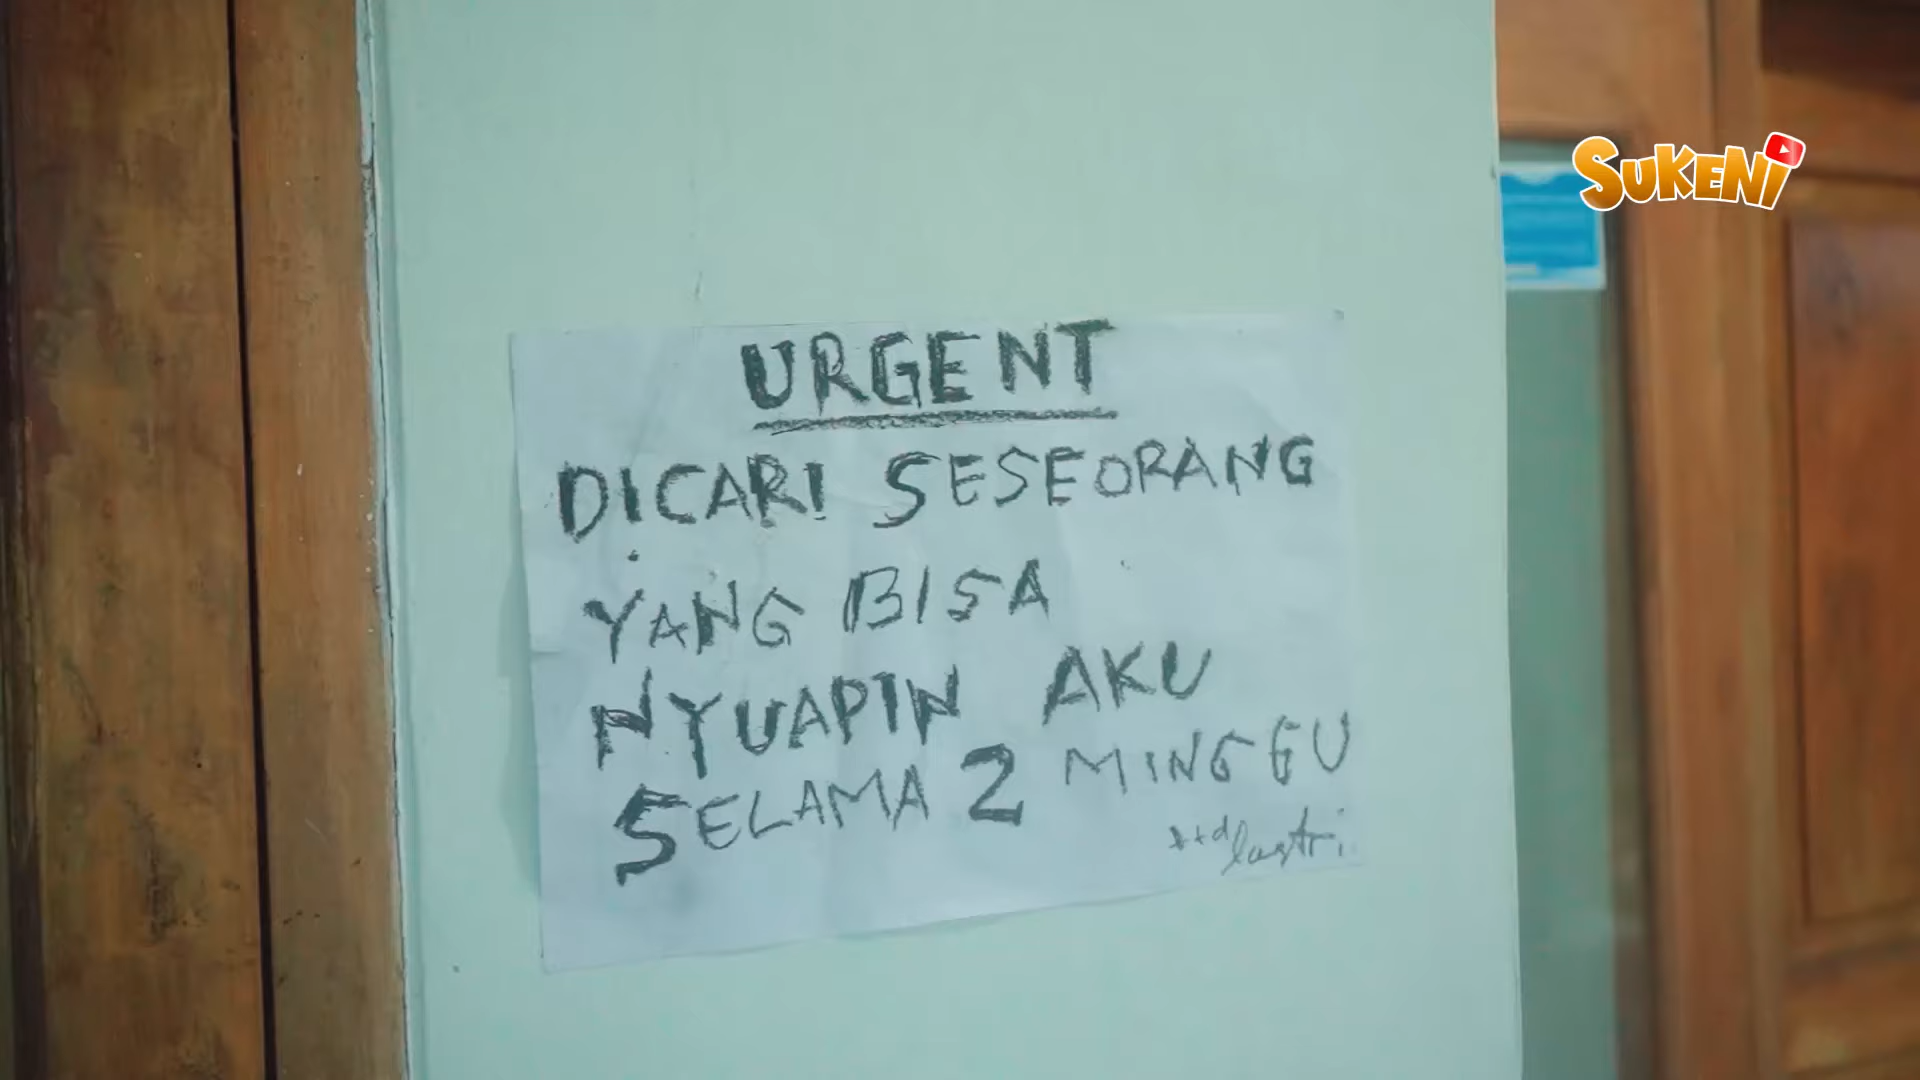 SUKENI
URGENT
DICARI SESEORANG
YANG BISA
NYUAPIN AKU
SELAMA 2 MINGGU
ttd lastri